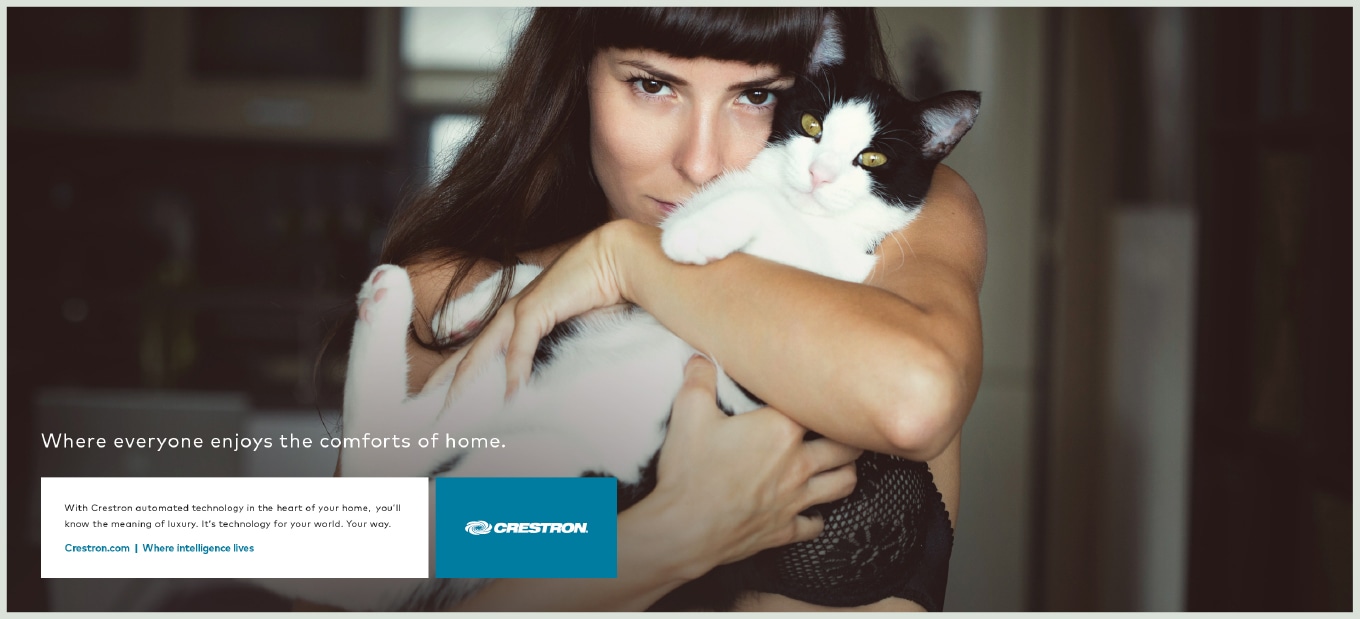 Where everyone enjoys the comforts of home.
With Crestron automated technology in the heart of your home, you'll
know the meaning of luxury. It's technology for your world. Your way.
Crestron.com | Where intelligence lives
CRESTRON.